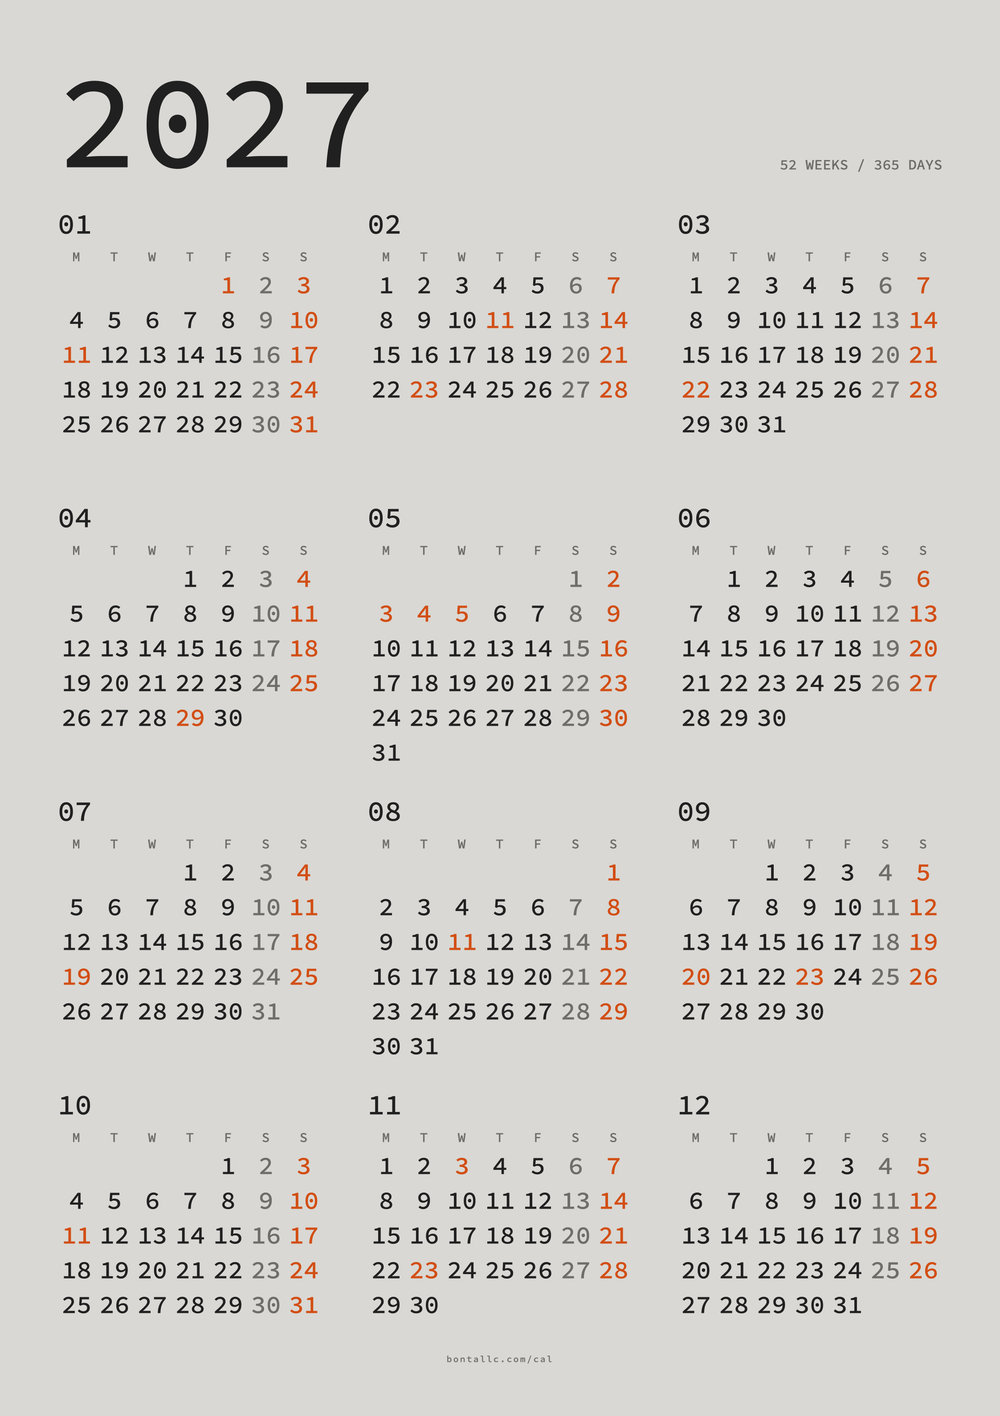 2027
52 WEEKS / 365 DAYS
01
M T W T F S S
1 2 3
4 5 6 7 8 9 10
11 12 13 14 15 16 17
18 19 20 21 22 23 24
25 26 27 28 29 30 31
02
M T W T F S S
1 2 3 4 5 6 7
8 9 10 11 12 13 14
15 16 17 18 19 20 21
22 23 24 25 26 27 28
03
M T W T F S S
1 2 3 4 5 6 7
8 9 10 11 12 13 14
15 16 17 18 19 20 21
22 23 24 25 26 27 28
29 30 31
04
M T W T F S S
1 2 3 4
5 6 7 8 9 10 11
12 13 14 15 16 17 18
19 20 21 22 23 24 25
26 27 28 29 30
05
M T W T F S S
1 2
3 4 5 6 7 8 9
10 11 12 13 14 15 16
17 18 19 20 21 22 23
24 25 26 27 28 29 30
31
06
M T W T F S S
1 2 3 4 5 6
7 8 9 10 11 12 13
14 15 16 17 18 19 20
21 22 23 24 25 26 27
28 29 30
07
M T W T F S S
1 2 3 4
5 6 7 8 9 10 11
12 13 14 15 16 17 18
19 20 21 22 23 24 25
26 27 28 29 30 31
08
M T W T F S S
1
2 3 4 5 6 7 8
9 10 11 12 13 14 15
16 17 18 19 20 21 22
23 24 25 26 27 28 29
30 31
09
M T W T F S S
1 2 3 4 5
6 7 8 9 10 11 12
13 14 15 16 17 18 19
20 21 22 23 24 25 26
27 28 29 30
10
M T W T F S S
1 2 3
4 5 6 7 8 9 10
11 12 13 14 15 16 17
18 19 20 21 22 23 24
25 26 27 28 29 30 31
11
M T W T F S S
1 2 3 4 5 6 7
8 9 10 11 12 13 14
15 16 17 18 19 20 21
22 23 24 25 26 27 28
29 30
12
M T W T F S S
1 2 3 4 5
6 7 8 9 10 11 12
13 14 15 16 17 18 19
20 21 22 23 24 25 26
27 28 29 30 31
bontallc.com/cal